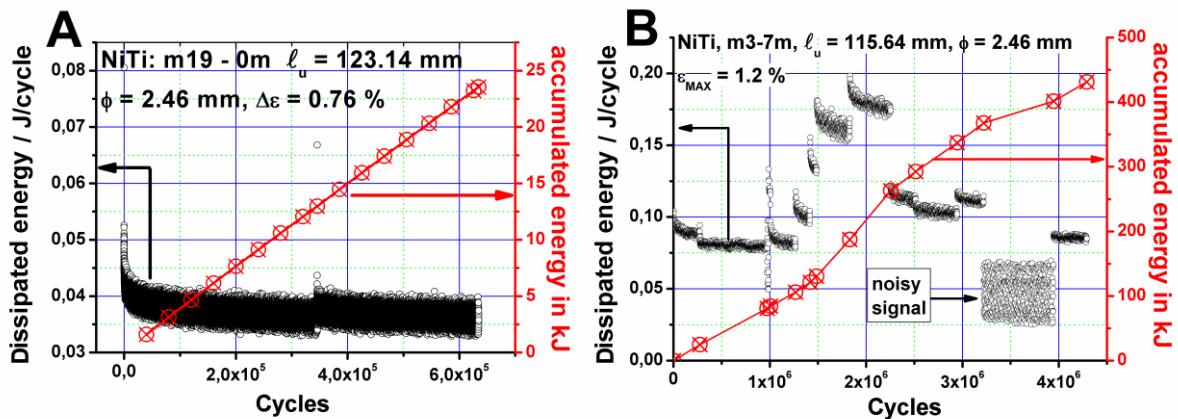 A
NiTi: m19 - 0m ℓu = 123.14 mm
ϕ = 2.46 mm, Δε = 0.76 %
Dissipated energy / J/cycle
0,08
0,07
0,06
0,05
0,04
0,03
0,0
2,0x10⁵
4,0x10⁵
6,0x10⁵
Cycles
25
20
15
10
5
0
accumulated energy in kJ
B
NiTi, m3-7m, ℓu = 115.64 mm, ϕ = 2.46 mm
εMAX = 1.2 %
Dissipated energy / J/cycle
0,20
0,15
0,10
0,05
0,00
noisy
signal
0
1x10⁶
2x10⁶
3x10⁶
4x10⁶
Cycles
500
400
300
200
100
0
accumulated energy in kJ